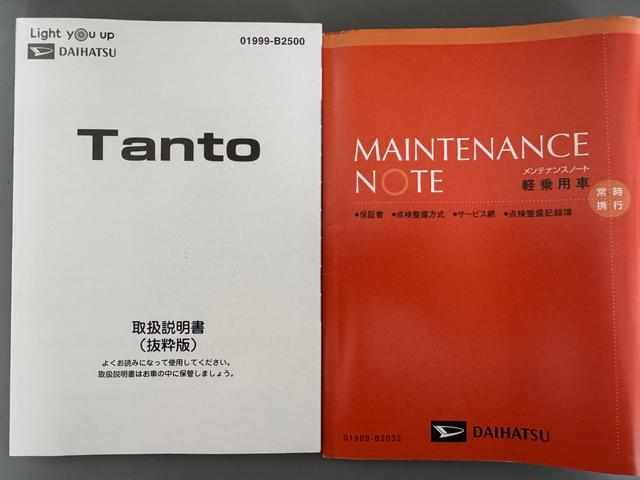 Light you up
DAIHATSU
01999-B2500
Tanto
取扱説明書
（抜粋版）
よくお読みになって使用してください。
取扱説明書はお車の中に保管しましょう。
MAINTENANCE
NOTE
メンテナンスノート
軽乗用車
常時
携行
●保証書 ●点検整備方式 ●サービス網 ●点検整備記録簿
01989-B2032
DAIHATSU